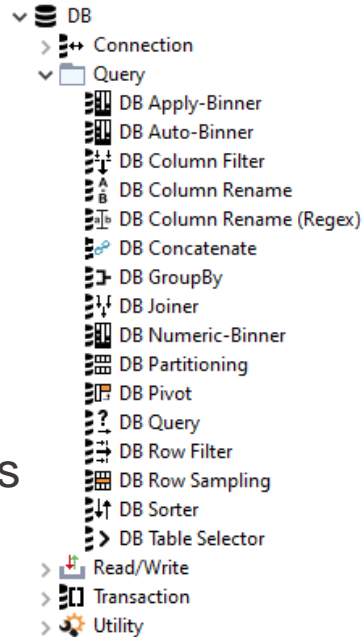 DB
Connection
Query
DB Apply-Binner
DB Auto-Binner
DB Column Filter
DB Column Rename
DB Column Rename (Regex)
DB Concatenate
DB GroupBy
DB Joiner
DB Numeric-Binner
DB Partitioning
DB Pivot
DB Query
DB Row Filter
s
DB Row Sampling
DB Sorter
DB Table Selector
Read/Write
Transaction
Utility